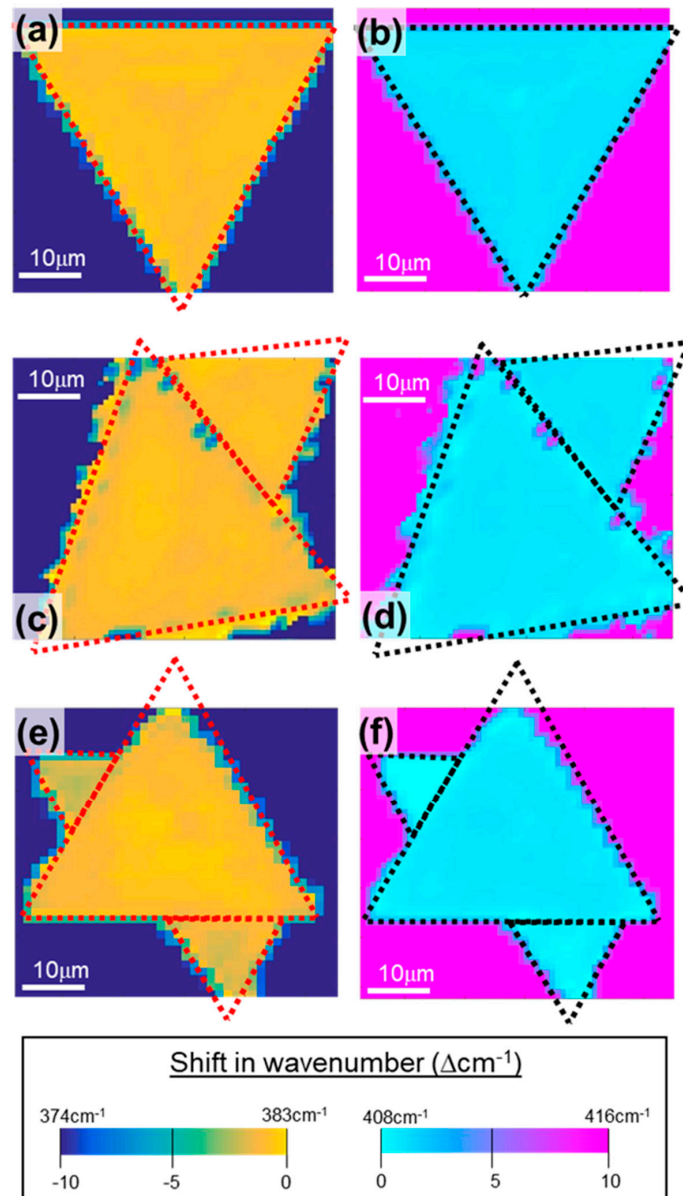 (a)
(b)
10μm
10μm
10μm
10μm
(c)
(d)
(e)
(f)
10μm
10μm
Shift in wavenumber (Δcm⁻¹)
374cm⁻¹ 383cm⁻¹ 408cm⁻¹ 416cm⁻¹
-10 -5 0 0 5 10